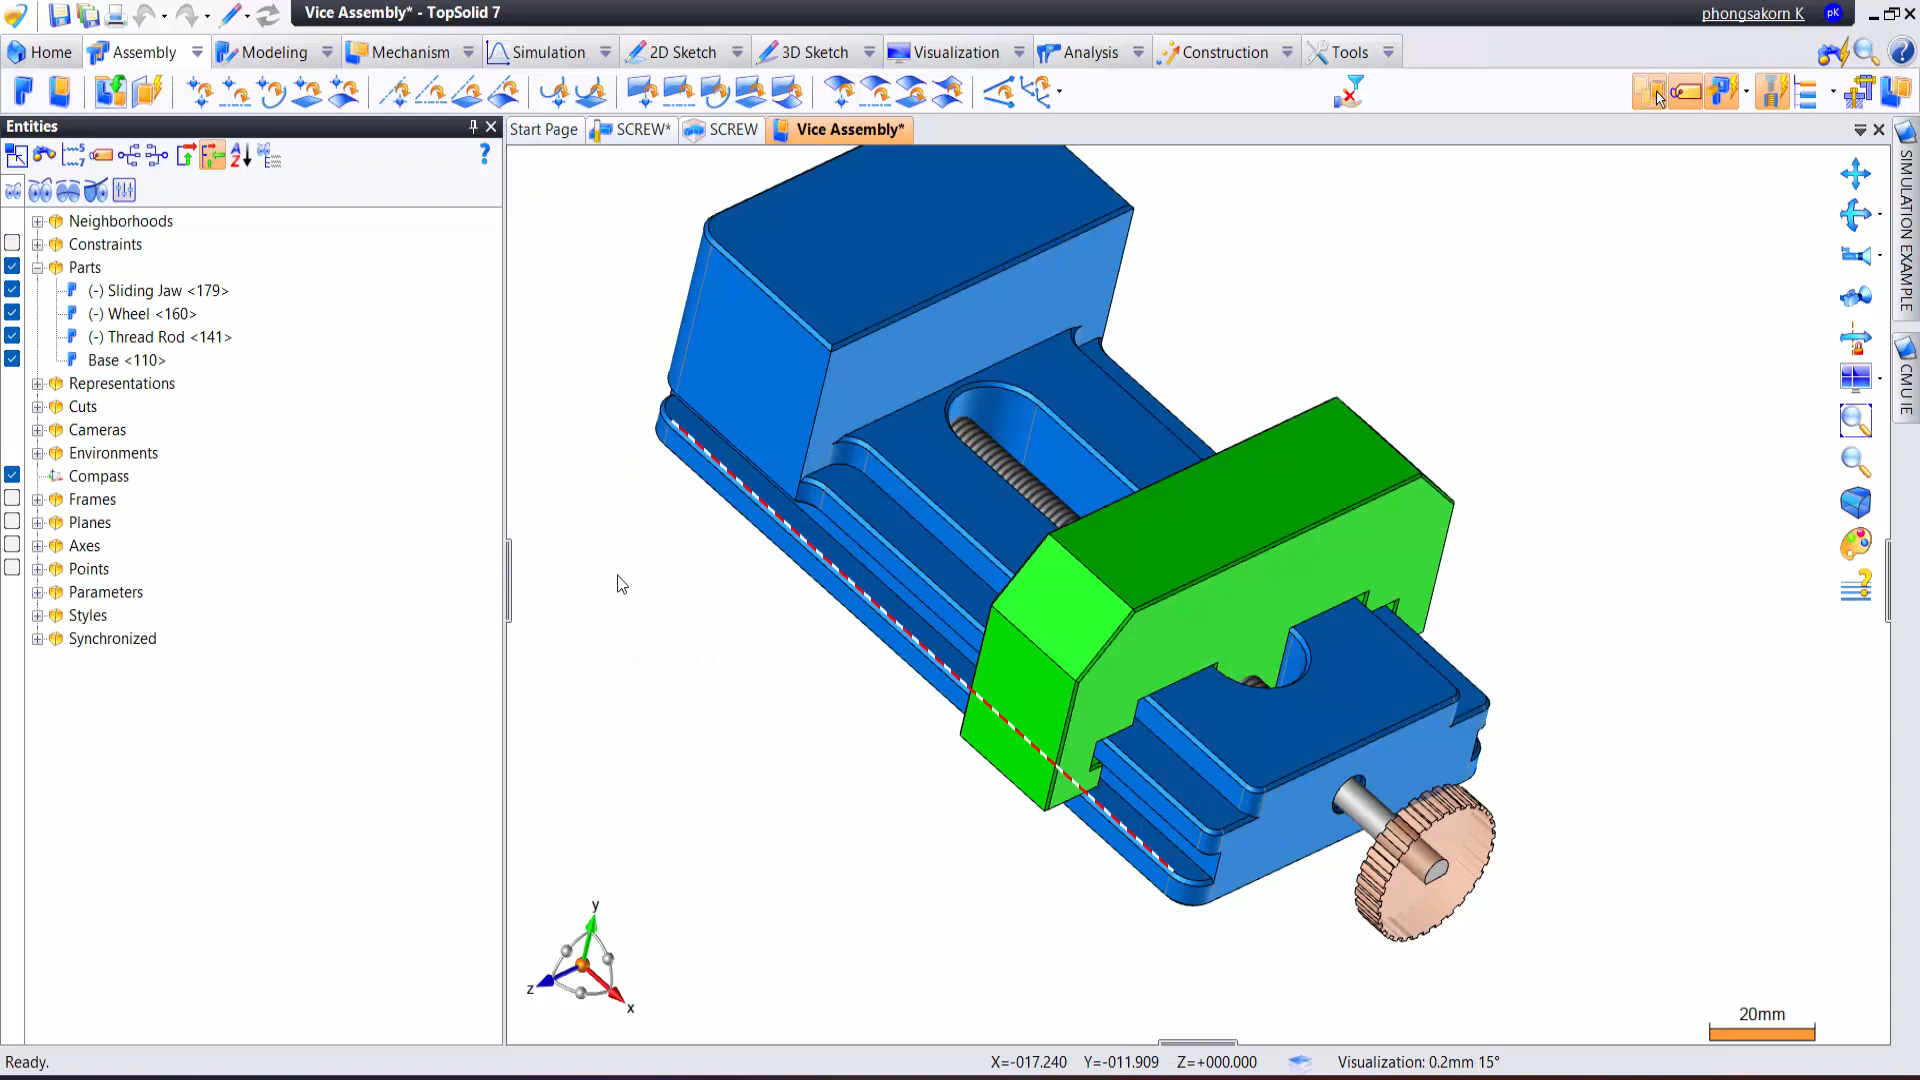 Vice Assembly* - TopSolid 7
phongsakorn K
pK
Home
Assembly
Modeling
Mechanism
Simulation
2D Sketch
3D Sketch
Visualization
Analysis
Construction
Tools
Entities
Start Page
SCREW*
SCREW
Vice Assembly*
Neighborhoods
Constraints
Parts
(-) Sliding Jaw <179>
(-) Wheel <160>
(-) Thread Rod <141>
Base <110>
Representations
Cuts
Cameras
Environments
Compass
Frames
Planes
Axes
Points
Parameters
Styles
Synchronized
SIMULATION EXAMPLE
CMU IE
y
z
x
20mm
Ready.
X=-017.240 Y=-011.909 Z=+000.000
Visualization: 0.2mm 15°